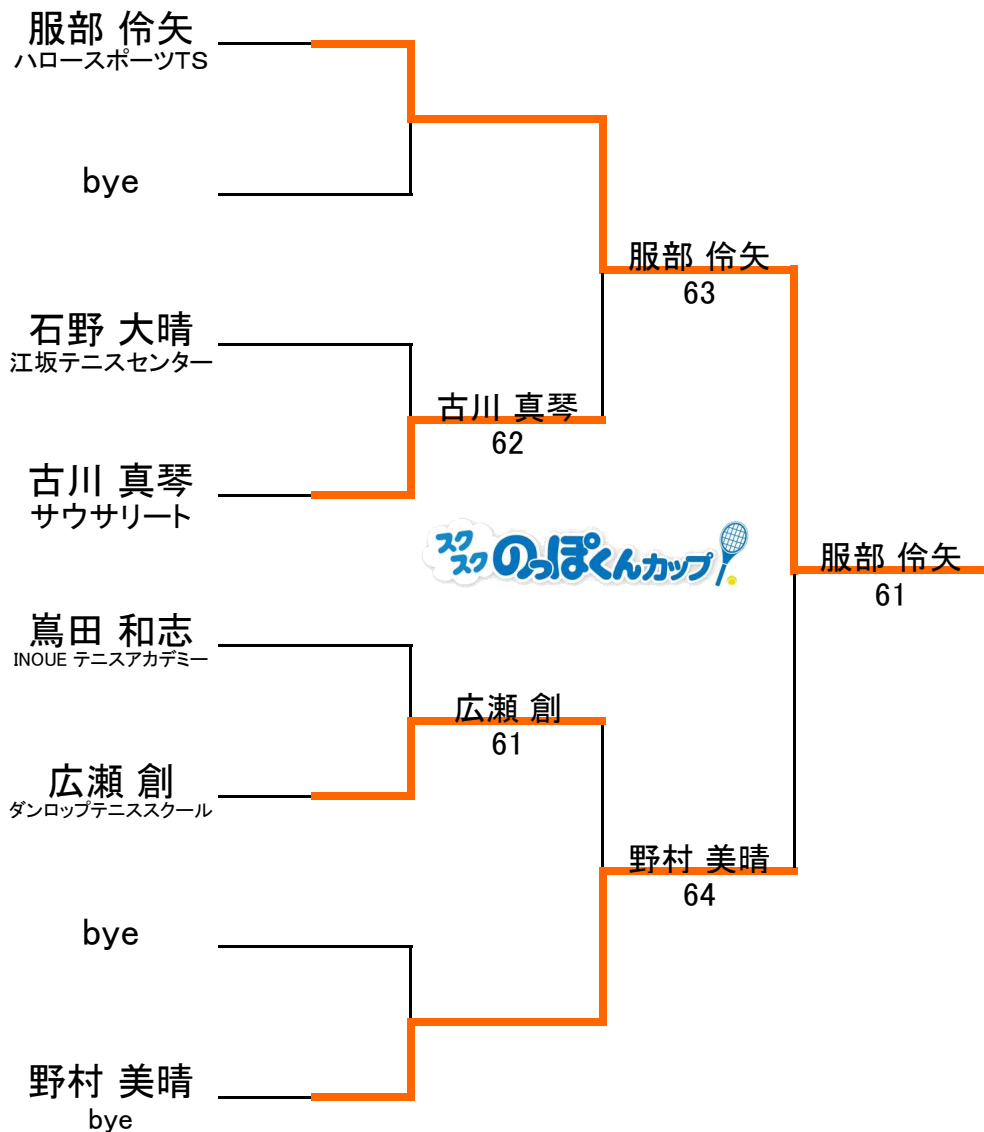 服部 伶矢
ハロースポーツTS
bye
服部 伶矢
63
石野 大晴
江坂テニスセンター
古川 真琴
62
古川 真琴
サウサリート
スク
スク のっぽくんカップ
服部 伶矢
61
嶌田 和志
INOUE テニスアカデミー
広瀬 創
61
広瀬 創
ダンロップテニススクール
野村 美晴
64
bye
野村 美晴
bye